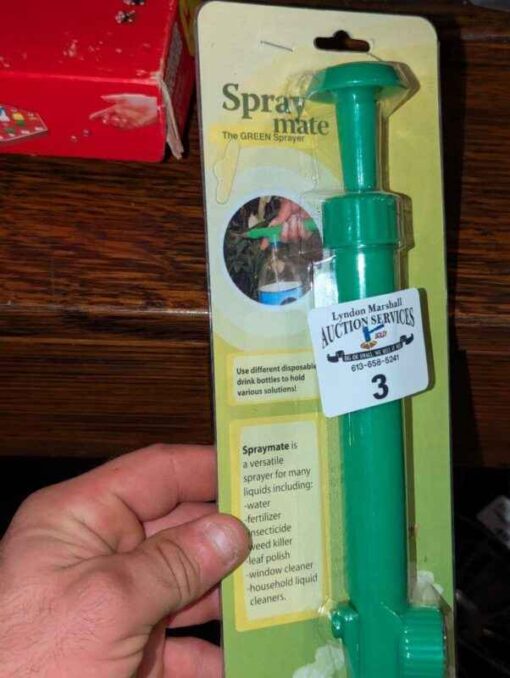 Spray
mate
The GREEN Sprayer
Lyndon Marshall
AUCTION SERVICES
SOLD
613-658-5241
3
Use different disposable
drink bottles to hold
various solutions!
Spraymate is
a versatile
sprayer for many
liquids including:
-water
-fertilizer
insecticide
weed killer
-leaf polish
-window cleaner
-household liquid
cleaners.